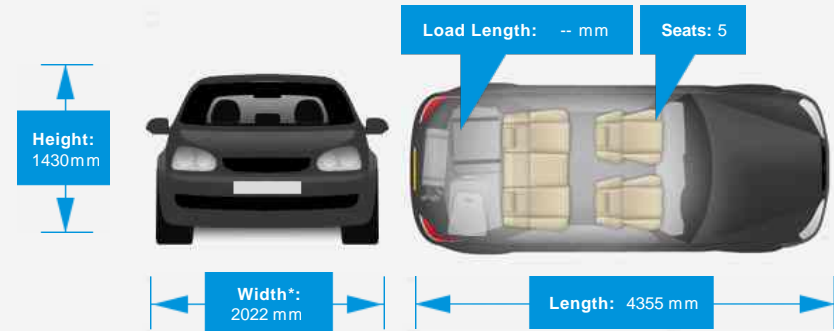 Load Length: -- mm
Seats: 5
Height:
1430mm
Width*:
2022 mm
Length: 4355 mm